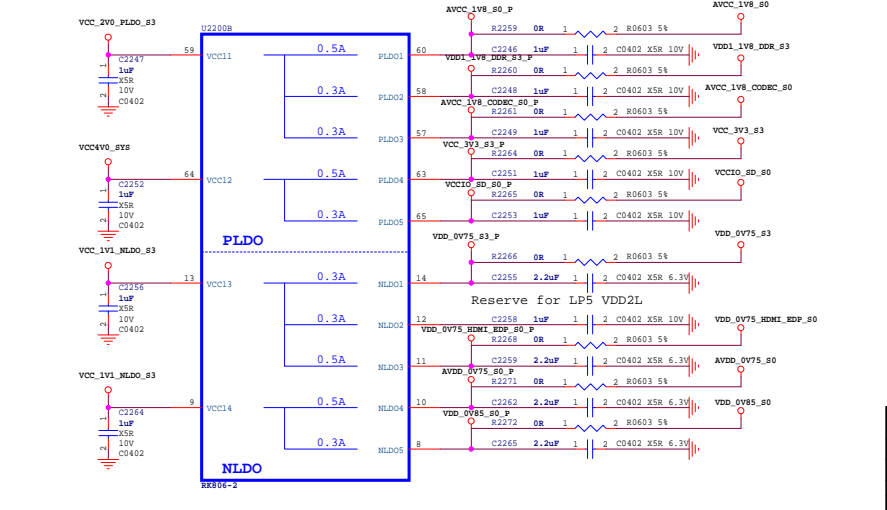 VCC_2V0_PLDO_S3
C2247
1uF
X5R
10V
C0402
1
2
VCC4V0_SYS
C2252
1uF
X5R
10V
C0402
1
2
VCC_1V1_NLDO_S3
C2256
1uF
X5R
10V
C0402
1
2
VCC_1V1_NLDO_S3
C2264
1uF
X5R
10V
C0402
1
2
U2200B
59 VCC11 0.5A PLDO1 60
0.3A PLDO2 58
0.3A PLDO3 57
64 VCC12 0.5A PLDO4 63
0.3A PLDO5 65
PLDO
13 VCC13 0.3A NLDO1 14
0.3A NLDO2 12
0.5A NLDO3 11
9 VCC14 0.5A NLDO4 10
0.3A NLDO5 8
NLDO
RK806-2
AVCC_1V8_S0_P AVCC_1V8_S0
R2259 0R 1 2 R0603 5%
C2246 1uF 1 2 C0402 X5R 10V
VDD1_1V8_DDR_S3_P VDD1_1V8_DDR_S3
R2260 0R 1 2 R0603 5%
C2248 1uF 1 2 C0402 X5R 10V
AVCC_1V8_CODEC_S0_P AVCC_1V8_CODEC_S0
R2261 0R 1 2 R0603 5%
C2249 1uF 1 2 C0402 X5R 10V
VCC_3V3_S3_P VCC_3V3_S3
R2264 0R 1 2 R0603 5%
C2251 1uF 1 2 C0402 X5R 10V
VCCIO_SD_S0_P VCCIO_SD_S0
R2265 0R 1 2 R0603 5%
C2253 1uF 1 2 C0402 X5R 10V
VDD_0V75_S3_P VDD_0V75_S3
R2266 0R 1 2 R0603 5%
C2255 2.2uF 1 2 C0402 X5R 6.3V
Reserve for LP5 VDD2L
C2258 1uF 1 2 C0402 X5R 10V
VDD_0V75_HDMI_EDP_S0_P VDD_0V75_HDMI_EDP_S0
R2268 0R 1 2 R0603 5%
C2259 2.2uF 1 2 C0402 X5R 6.3V
AVDD_0V75_S0_P AVDD_0V75_S0
R2271 0R 1 2 R0603 5%
C2262 2.2uF 1 2 C0402 X5R 6.3V
VDD_0V85_S0_P VDD_0V85_S0
R2272 0R 1 2 R0603 5%
C2265 2.2uF 1 2 C0402 X5R 6.3V